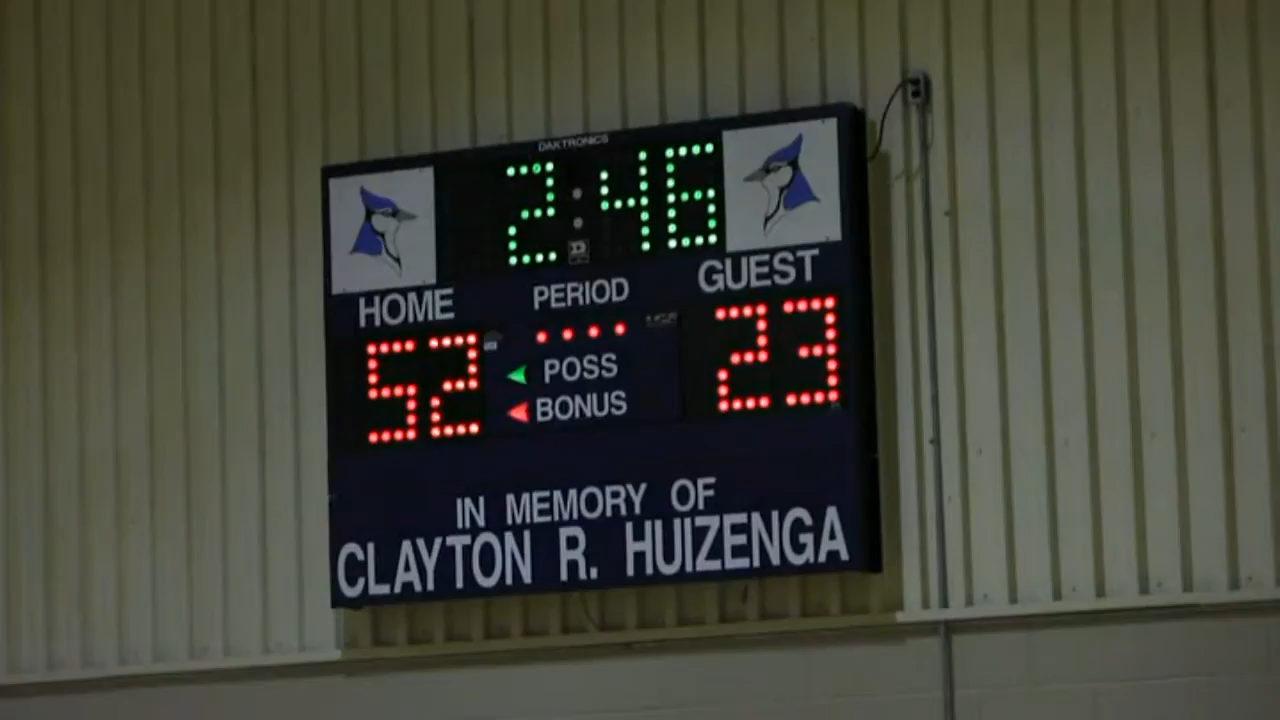 DAKTRONICS
2:46
HOME PERIOD GUEST
52 23
POSS
BONUS
IN MEMORY OF
CLAYTON R. HUIZENGA